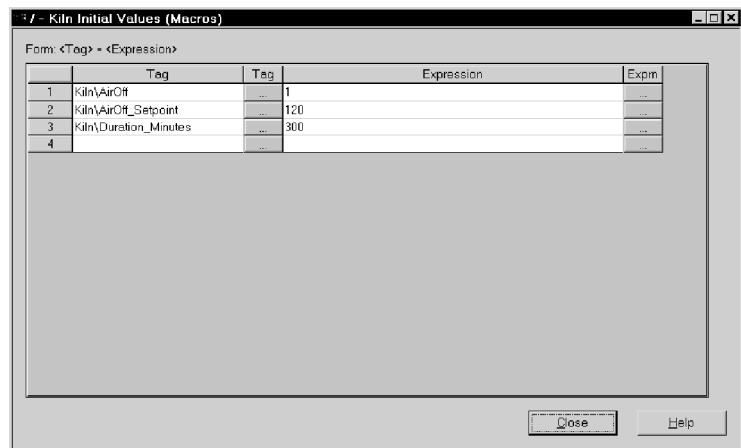 / - Kiln Initial Values (Macros)
Form: <Tag> = <Expression>
Tag Tag Expression Exprn
1 Kiln\AirOff ... 1 ...
2 Kiln\AirOff_Setpoint ... 120 ...
3 Kiln\Duration_Minutes ... 300 ...
4 ... ...
Close Help